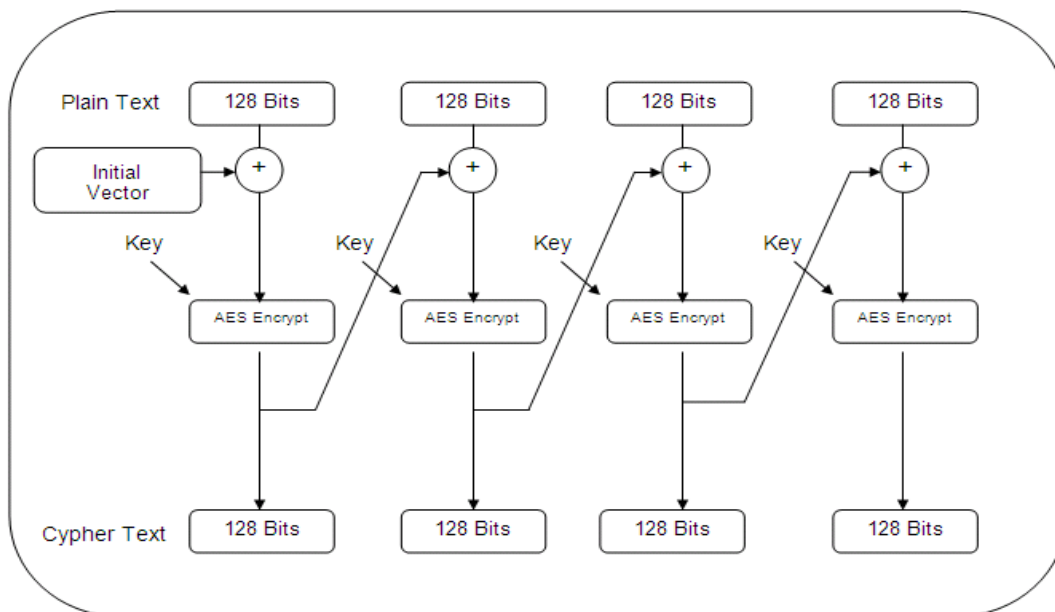 Plain Text
128 Bits
128 Bits
128 Bits
128 Bits
Initial
Vector
+
+
+
+
Key
Key
Key
Key
AES Encrypt
AES Encrypt
AES Encrypt
AES Encrypt
Cypher Text
128 Bits
128 Bits
128 Bits
128 Bits